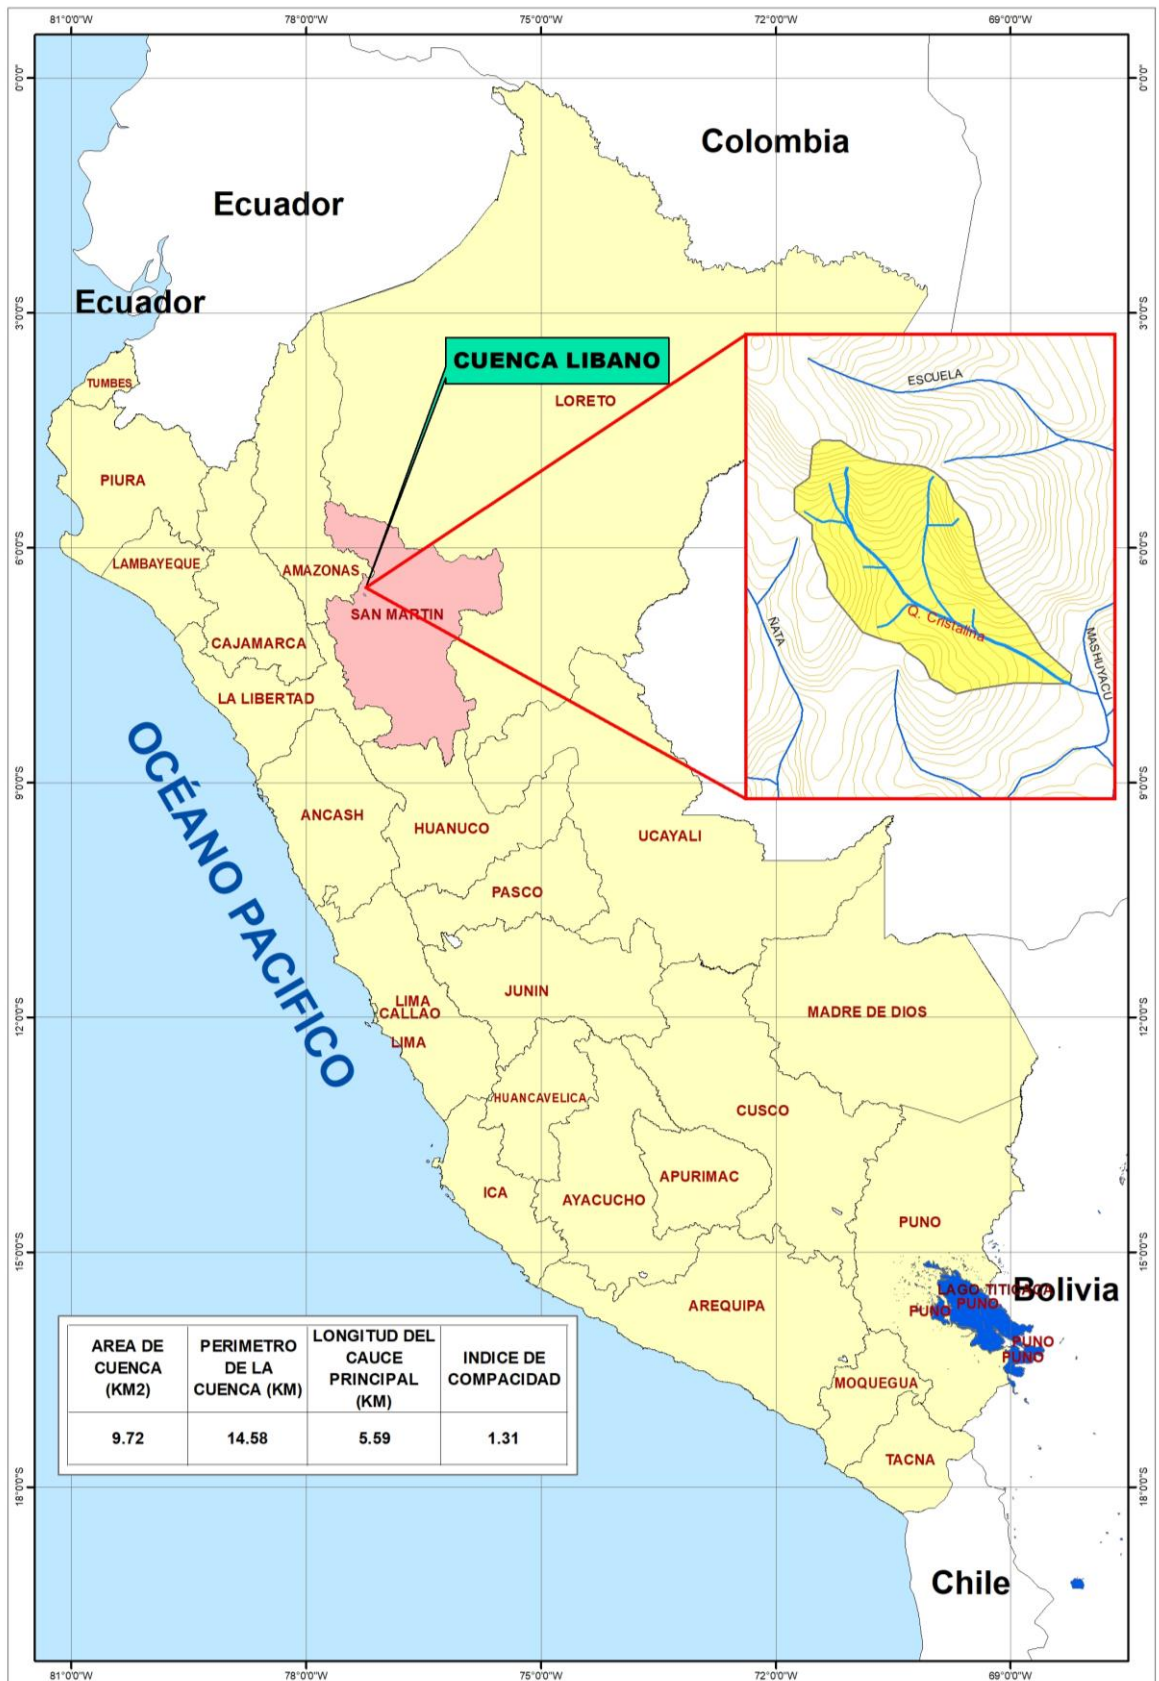 81°0'0"W
78°0'0"W
75°0'0"W
72°0'0"W
69°0'0"W
0°0'0"
0°0'0"
Colombia
Ecuador
Ecuador
3°0'0"S
3°0'0"S
CUENCA LIBANO
TUMBES
LORETO
ESCUELA
PIURA
6°0'0"S
6°0'0"S
LAMBAYEQUE
AMAZONAS
SAN MARTIN
Q. Cristalina
ÑATA
MASHUYACU
CAJAMARCA
LA LIBERTAD
9°0'0"S
9°0'0"S
OCÉANO PACIFICO
ANCASH
HUANUCO
UCAYALI
PASCO
JUNIN
LIMA
CALLAO
LIMA
12°0'0"S
12°0'0"S
MADRE DE DIOS
HUANCAVELICA
CUSCO
APURIMAC
ICA
AYACUCHO
PUNO
15°0'0"S
15°0'0"S
LAGO TITICACA
Bolivia
PUNO
PUNO
AREQUIPA
PUNO
PUNO
MOQUEGUA
TACNA
AREA DE
CUENCA
(KM2)
PERIMETRO
DE LA
CUENCA (KM)
LONGITUD DEL
CAUCE
PRINCIPAL
(KM)
INDICE DE
COMPACIDAD
9.72
14.58
5.59
1.31
18°0'0"S
18°0'0"S
Chile
81°0'0"W
78°0'0"W
75°0'0"W
72°0'0"W
69°0'0"W